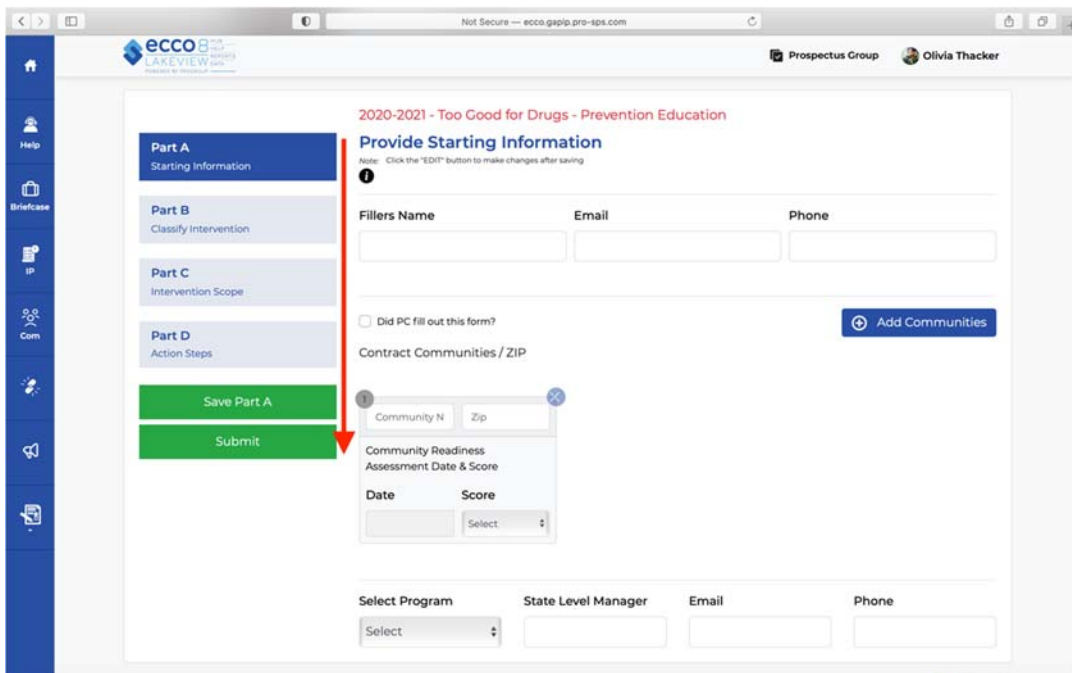 Not Secure — ecco.gapip.pro-sps.com
ecco 8
LAKEVIEW
Prospectus Group
Olivia Thacker
Help
Briefcase
IP
Com
2020-2021 - Too Good for Drugs - Prevention Education
Provide Starting Information
Note: Click the "EDIT" button to make changes after saving
Part A
Starting Information
Part B
Classify Intervention
Part C
Intervention Scope
Part D
Action Steps
Save Part A
Submit
Fillers Name Email Phone
Did PC fill out this form?
Add Communities
Contract Communities / ZIP
1
Community N Zip
Community Readiness
Assessment Date & Score
Date Score
Select
Select Program State Level Manager Email Phone
Select